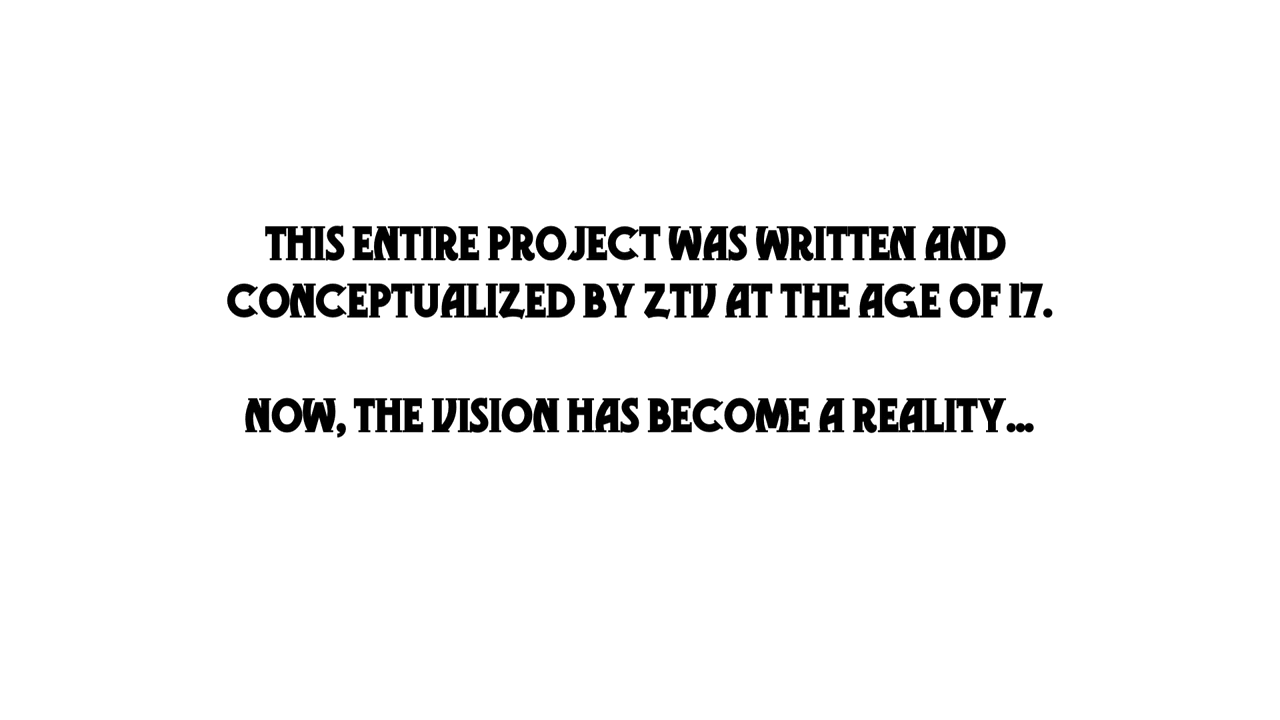 THIS ENTIRE PROJECT WAS WRITTEN AND
CONCEPTUALIZED BY ZTV AT THE AGE OF 17.
NOW, THE VISION HAS BECOME A REALITY...